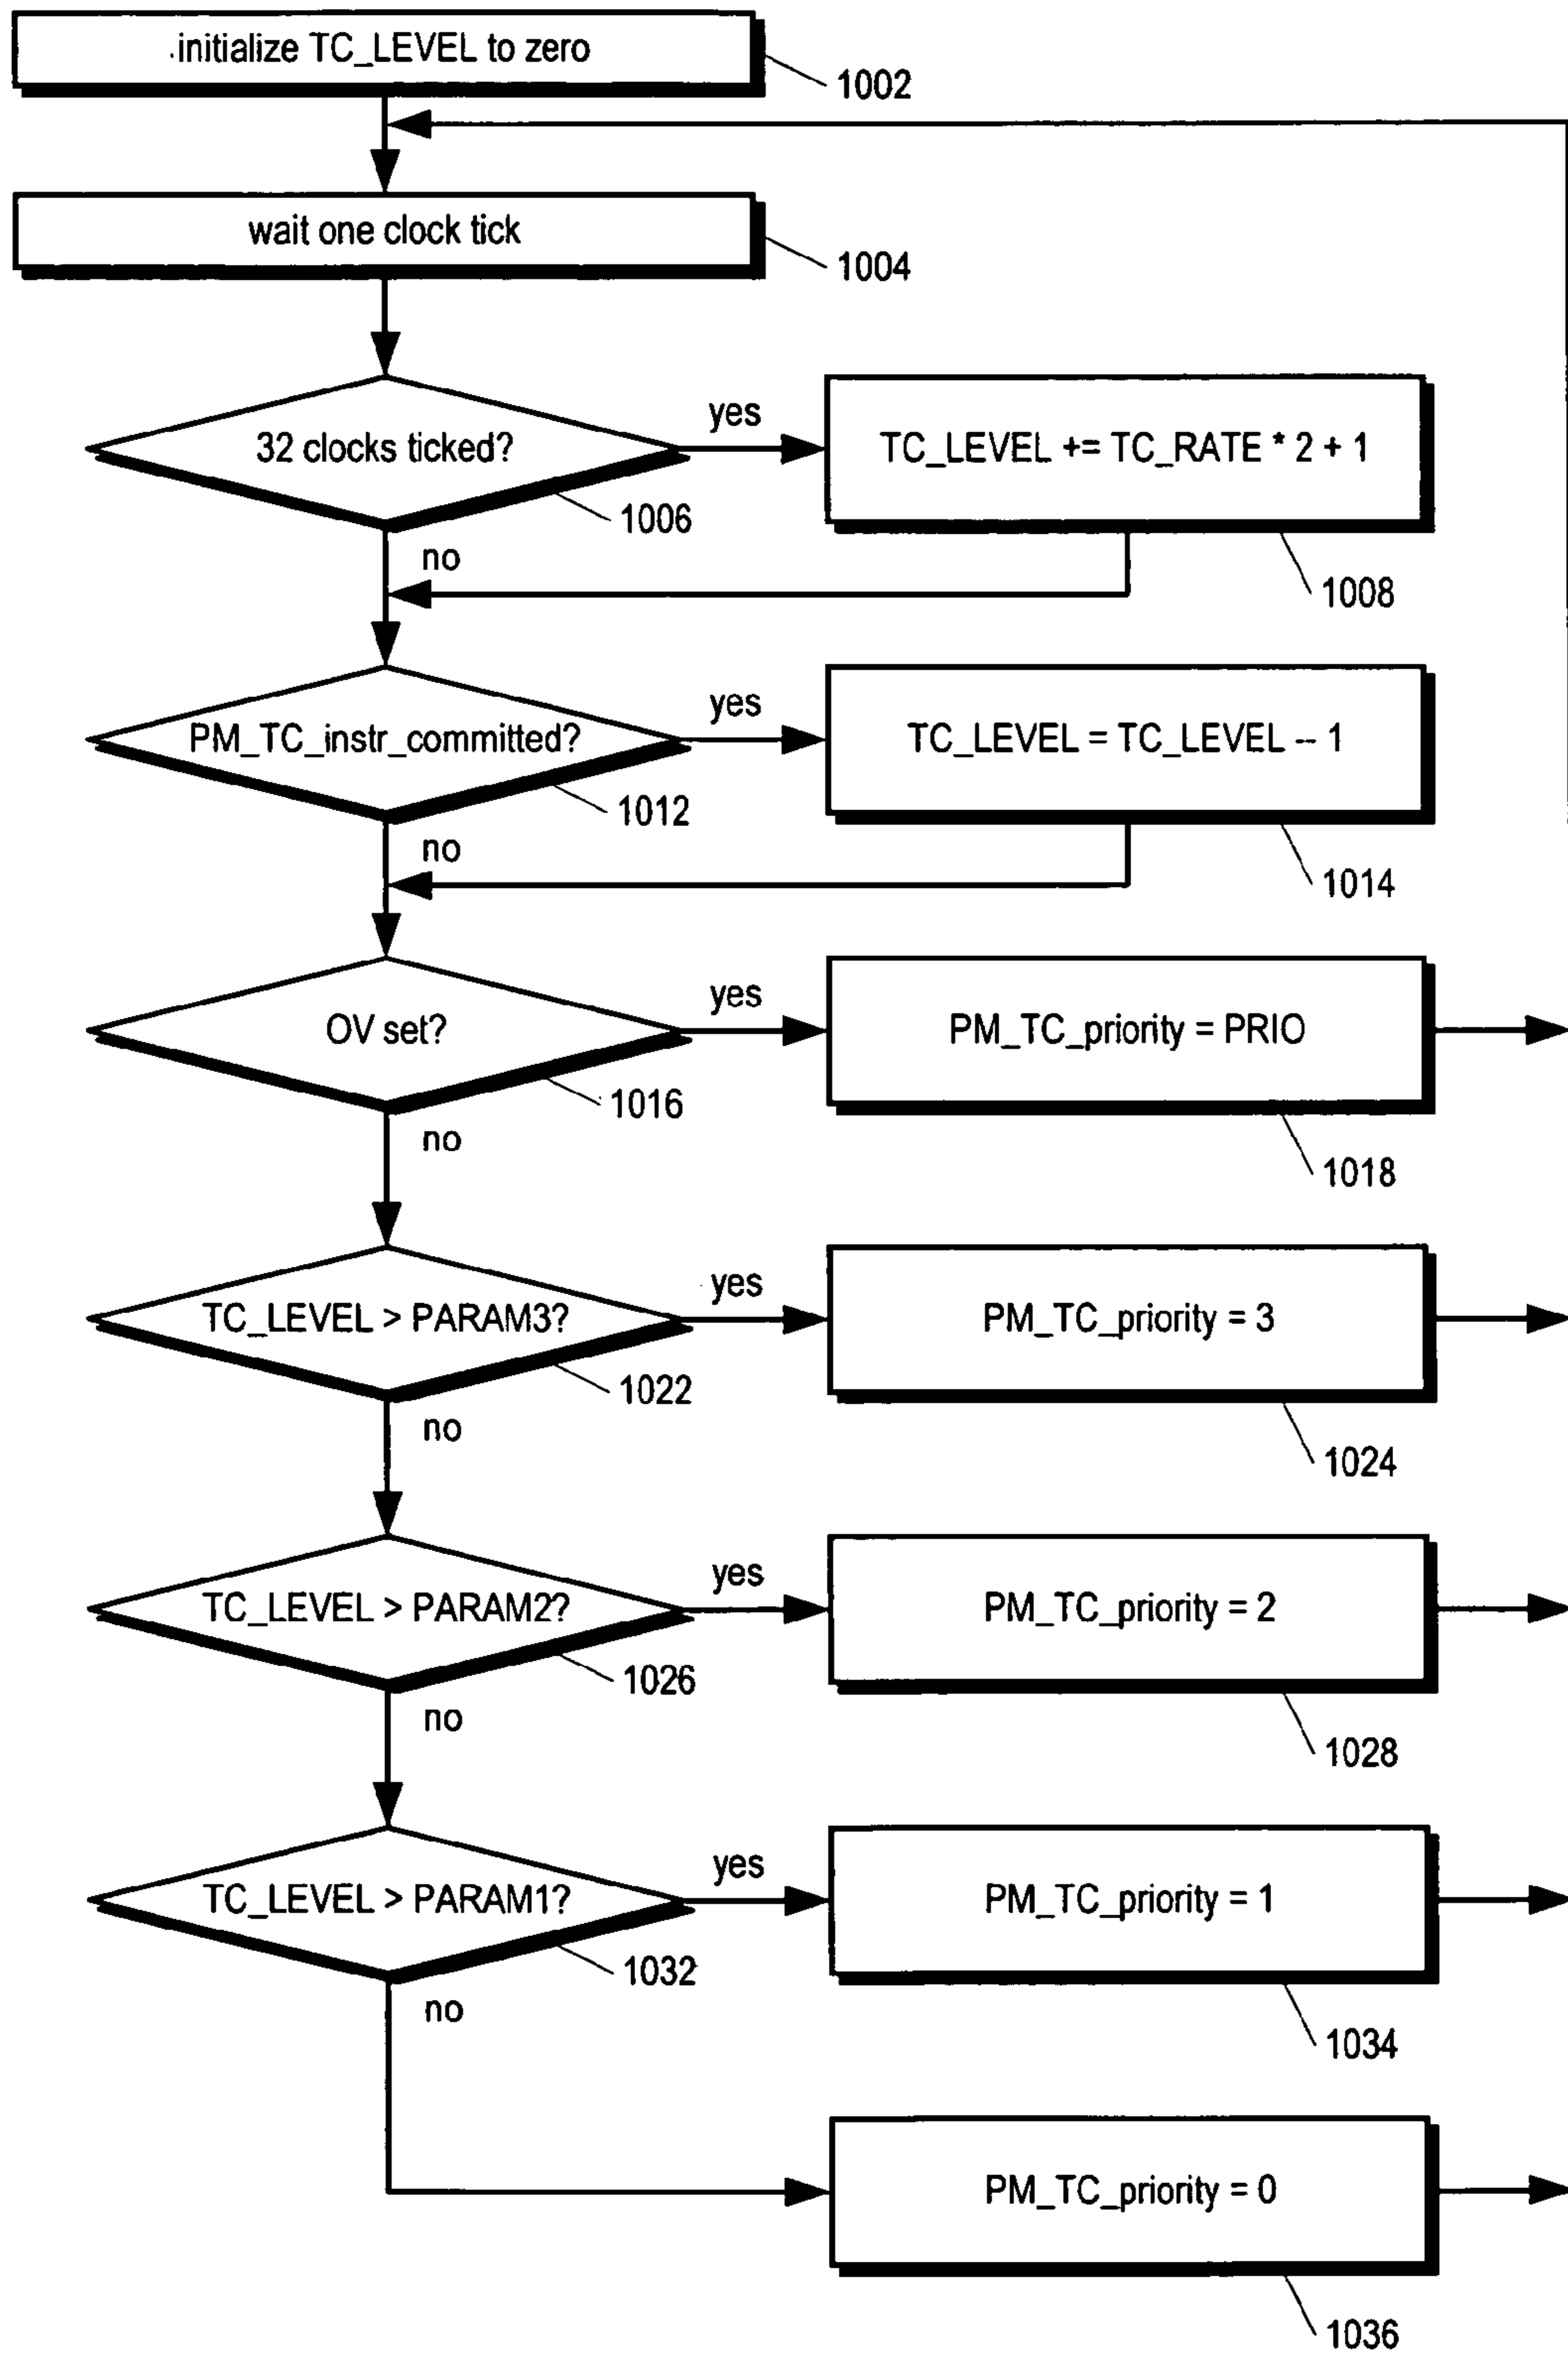 initialize TC_LEVEL to zero
1002
wait one clock tick
1004
32 clocks ticked?
1006
yes
TC_LEVEL += TC_RATE * 2 + 1
1008
no
PM_TC_instr_committed?
1012
yes
TC_LEVEL = TC_LEVEL – 1
1014
no
OV set?
1016
yes
PM_TC_priority = PRIO
1018
no
TC_LEVEL > PARAM3?
1022
yes
PM_TC_priority = 3
1024
no
TC_LEVEL > PARAM2?
1026
yes
PM_TC_priority = 2
1028
no
TC_LEVEL > PARAM1?
1032
yes
PM_TC_priority = 1
1034
no
PM_TC_priority = 0
1036